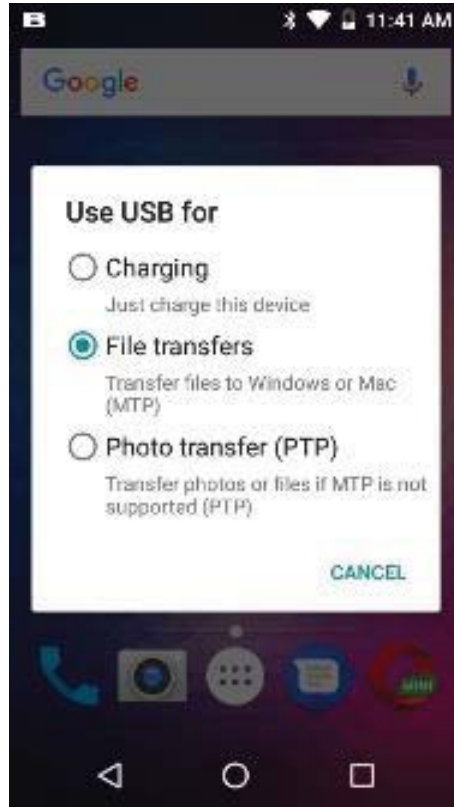 B
11:41 AM
Google
Use USB for
Charging
Just charge this device
File transfers
Transfer files to Windows or Mac
(MTP)
Photo transfer (PTP)
Transfer photos or files if MTP is not
supported (PTP)
CANCEL
MINI